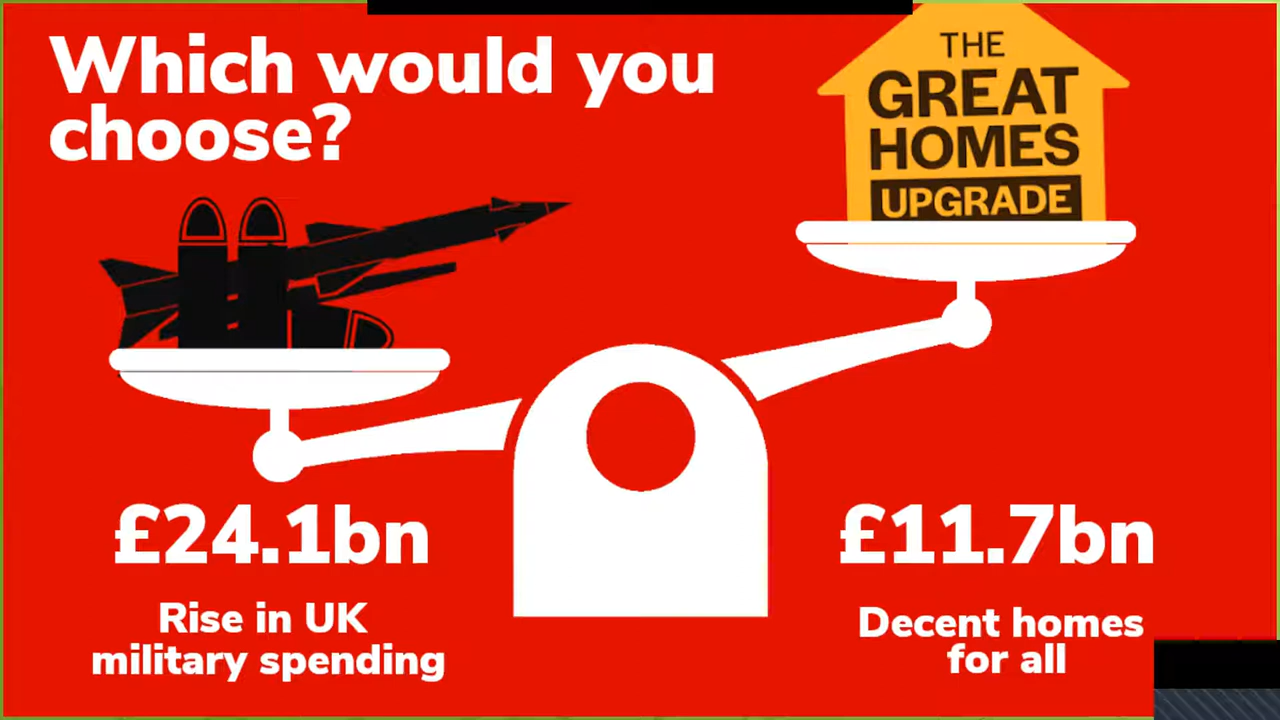 Which would you
choose?
THE
GREAT
HOMES
UPGRADE
£24.1bn
Rise in UK
military spending
£11.7bn
Decent homes
for all